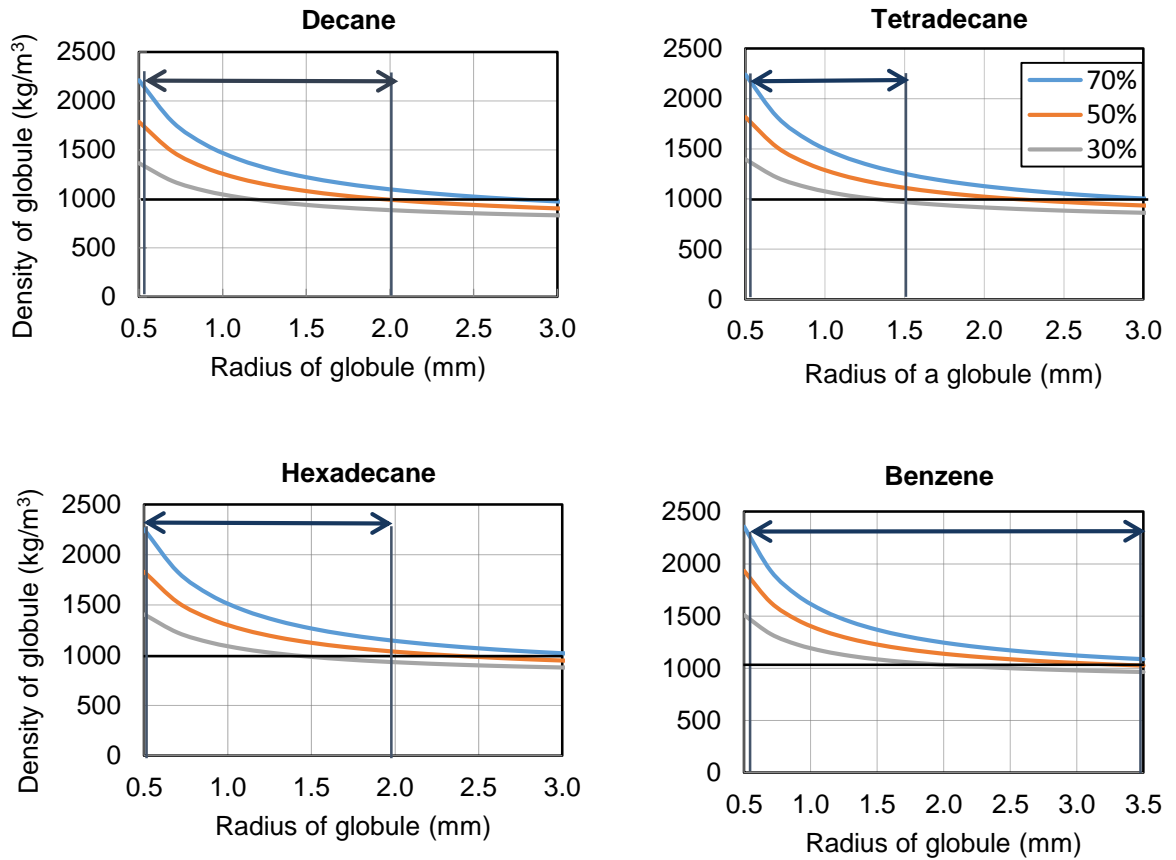 Decane
Density of globule (kg/m³)
2500
2000
1500
1000
500
0
0.5 1.0 1.5 2.0 2.5 3.0
Radius of globule (mm)
Tetradecane
2500
2000
1500
1000
500
0
70%
50%
30%
0.5 1.0 1.5 2.0 2.5 3.0
Radius of a globule (mm)
Hexadecane
Density of globule (kg/m³)
2500
2000
1500
1000
500
0
0.5 1.0 1.5 2.0 2.5 3.0
Radius of globule (mm)
Benzene
2500
2000
1500
1000
500
0
0.5 1.0 1.5 2.0 2.5 3.0 3.5
Radius of globule (mm)